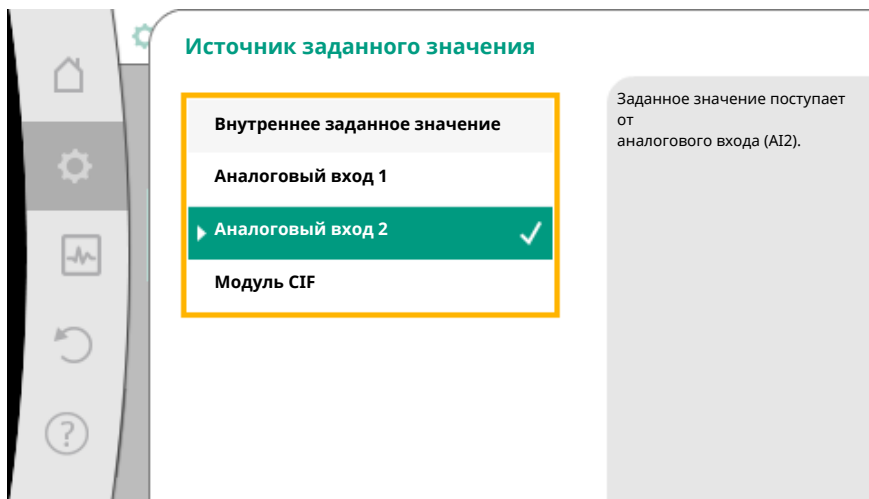 Источник заданного значения
Внутреннее заданное значение
Аналоговый вход 1
Аналоговый вход 2
Модуль CIF
Заданное значение поступает
от
аналогового входа (AI2).
?